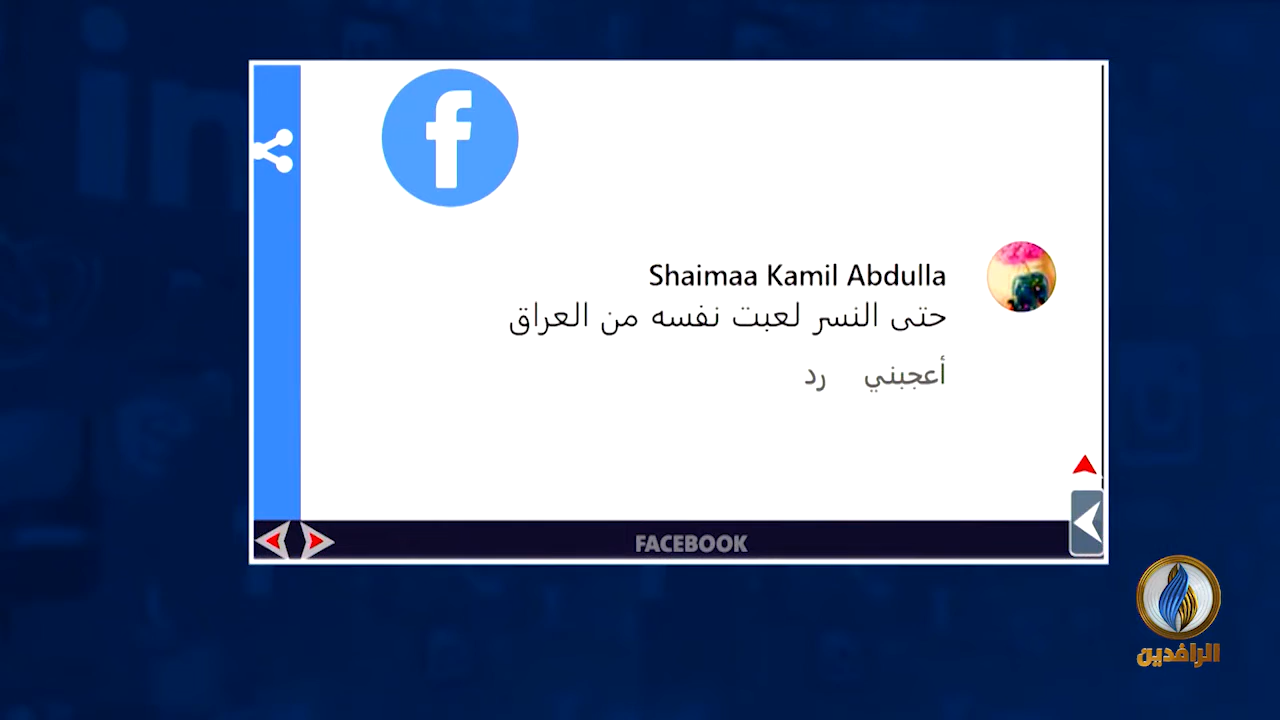 Shaimaa Kamil Abdulla
حتى النسر لعبت نفسه من العراق
أعجبني رد
FACEBOOK
الرافدين